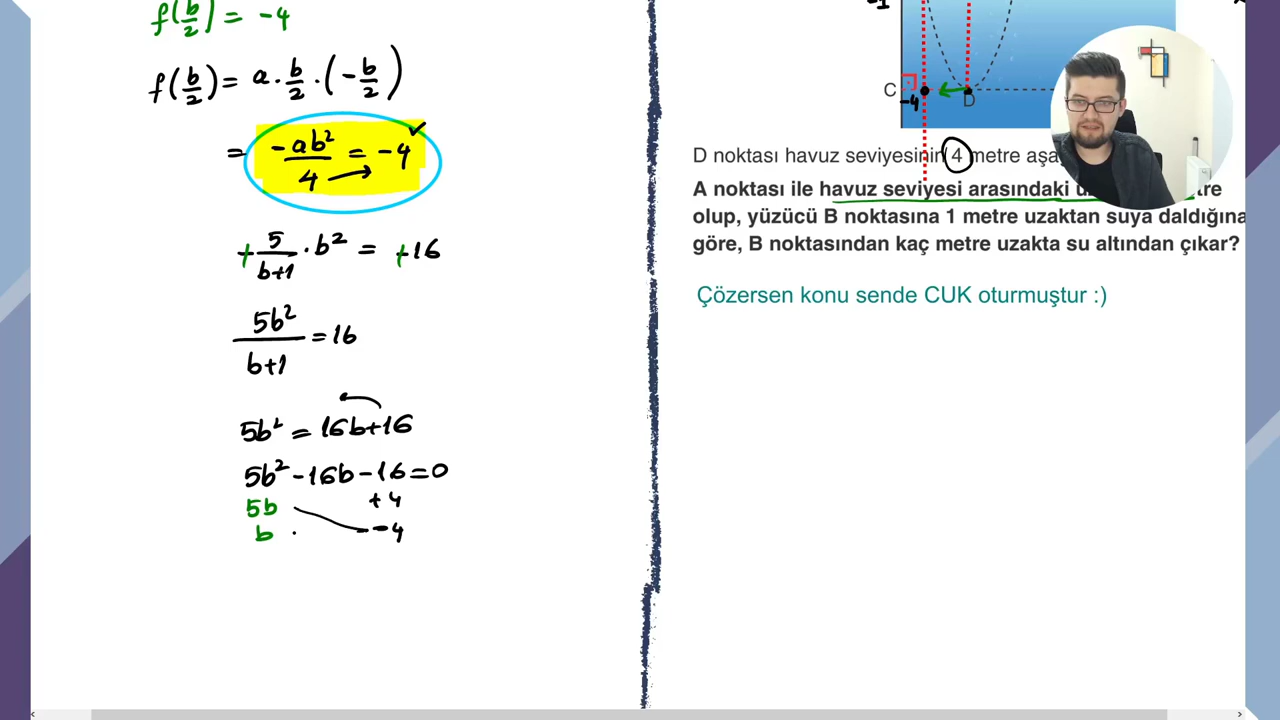 f(b/2) = -4
f(b/2) = a · b/2 · (-b/2)
= -ab²/4 = -4
+ 5/(b+1) · b² = +16
5b²/(b+1) = 16
5b² = 16b+16
5b² - 16b - 16 = 0
5b +4
b -4
-1
C
-4
D
D noktası havuz seviyesinin 4 metre
A noktası ile havuz seviyesi arasındaki
olup, yüzücü B noktasına 1 metre uzaktan suya daldığına
göre, B noktasından kaç metre uzakta su altından çıkar?
Çözersen konu sende CUK oturmuştur :)